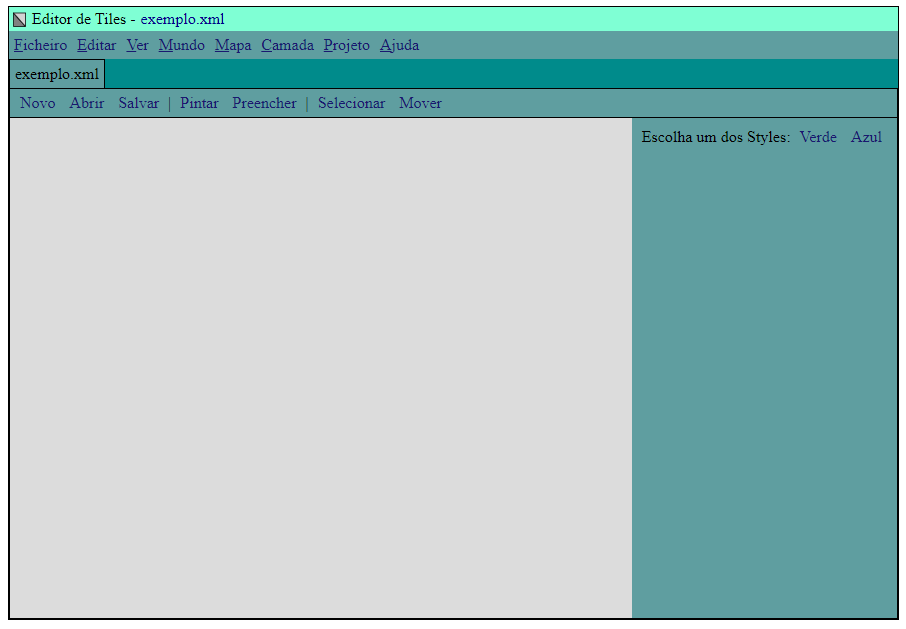 Editor de Tiles - exemplo.xml
Ficheiro Editar Ver Mundo Mapa Camada Projeto Ajuda
exemplo.xml
Novo Abrir Salvar | Pintar Preencher | Selecionar Mover
Escolha um dos Styles: Verde Azul